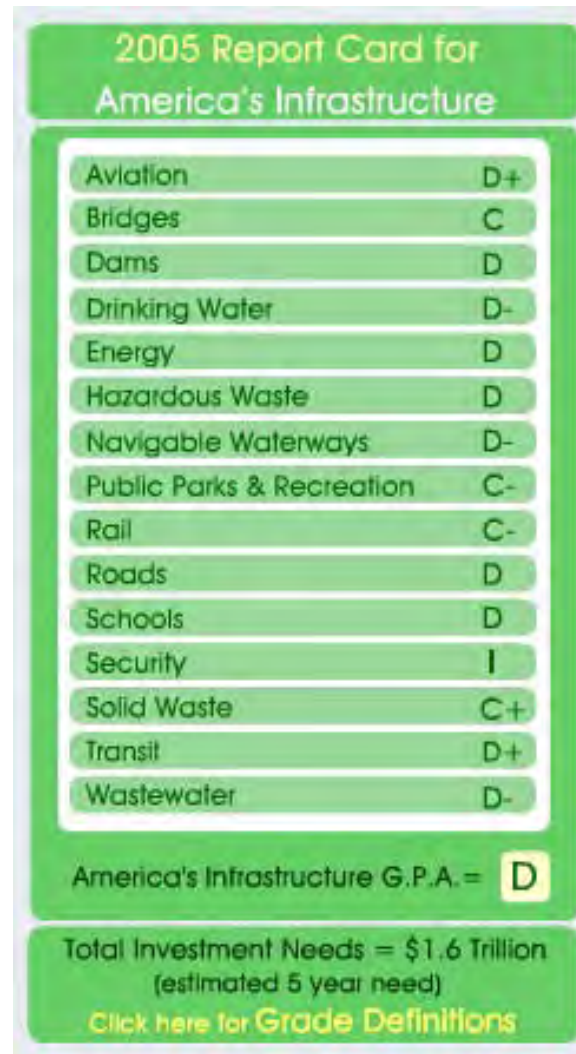 2005 Report Card for
America's Infrastructure
Aviation D+
Bridges C
Dams D
Drinking Water D-
Energy D
Hazardous Waste D
Navigable Waterways D-
Public Parks & Recreation C-
Rail C-
Roads D
Schools D
Security I
Solid Waste C+
Transit D+
Wastewater D-
America's Infrastructure G.P.A. = D
Total Investment Needs = $1.6 Trillion
(estimated 5 year need)
Click here for Grade Definitions